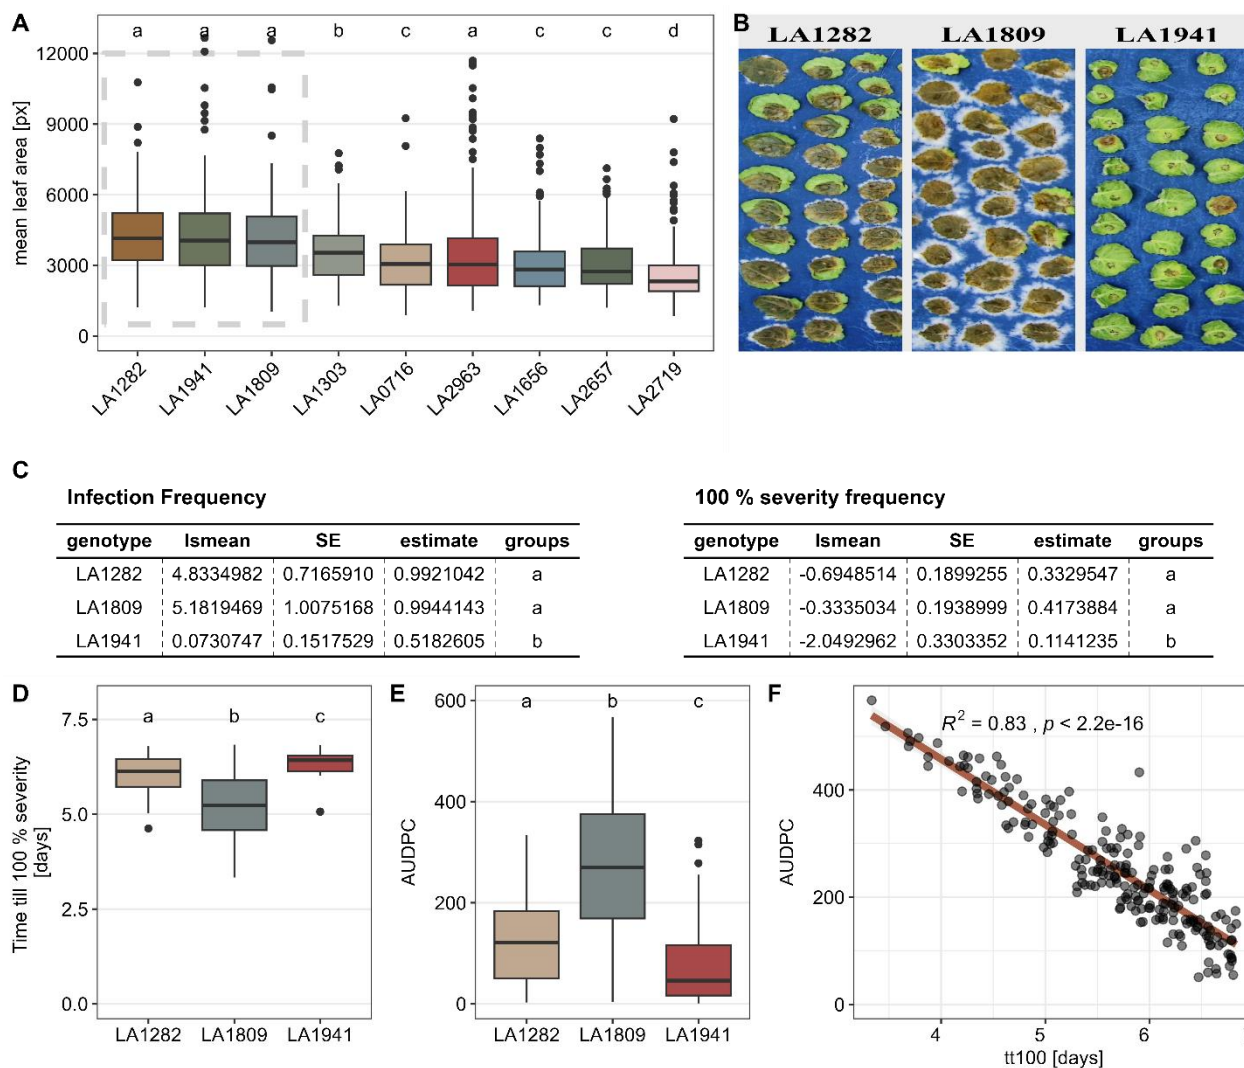 A
a a a b c a c c d
mean leaf area [px]
12000
9000
6000
3000
0
LA1282 LA1941 LA1809 LA1303 LA0716 LA2963 LA1656 LA2657 LA2719
B
LA1282 LA1809 LA1941
C
Infection Frequency
genotype lsmean SE estimate groups
LA1282 4.8334982 0.7165910 0.9921042 a
LA1809 5.1819469 1.0075168 0.9944143 a
LA1941 0.0730747 0.1517529 0.5182605 b
100 % severity frequency
genotype lsmean SE estimate groups
LA1282 -0.6948514 0.1899255 0.3329547 a
LA1809 -0.3335034 0.1938999 0.4173884 a
LA1941 -2.0492962 0.3303352 0.1141235 b
D
a b c
Time till 100 % severity
[days]
7.5
5.0
2.5
0.0
LA1282 LA1809 LA1941
E
a b c
AUDPC
600
400
200
0
LA1282 LA1809 LA1941
F
R² = 0.83 , p < 2.2e-16
AUDPC
400
200
0
4 5 6
tt100 [days]